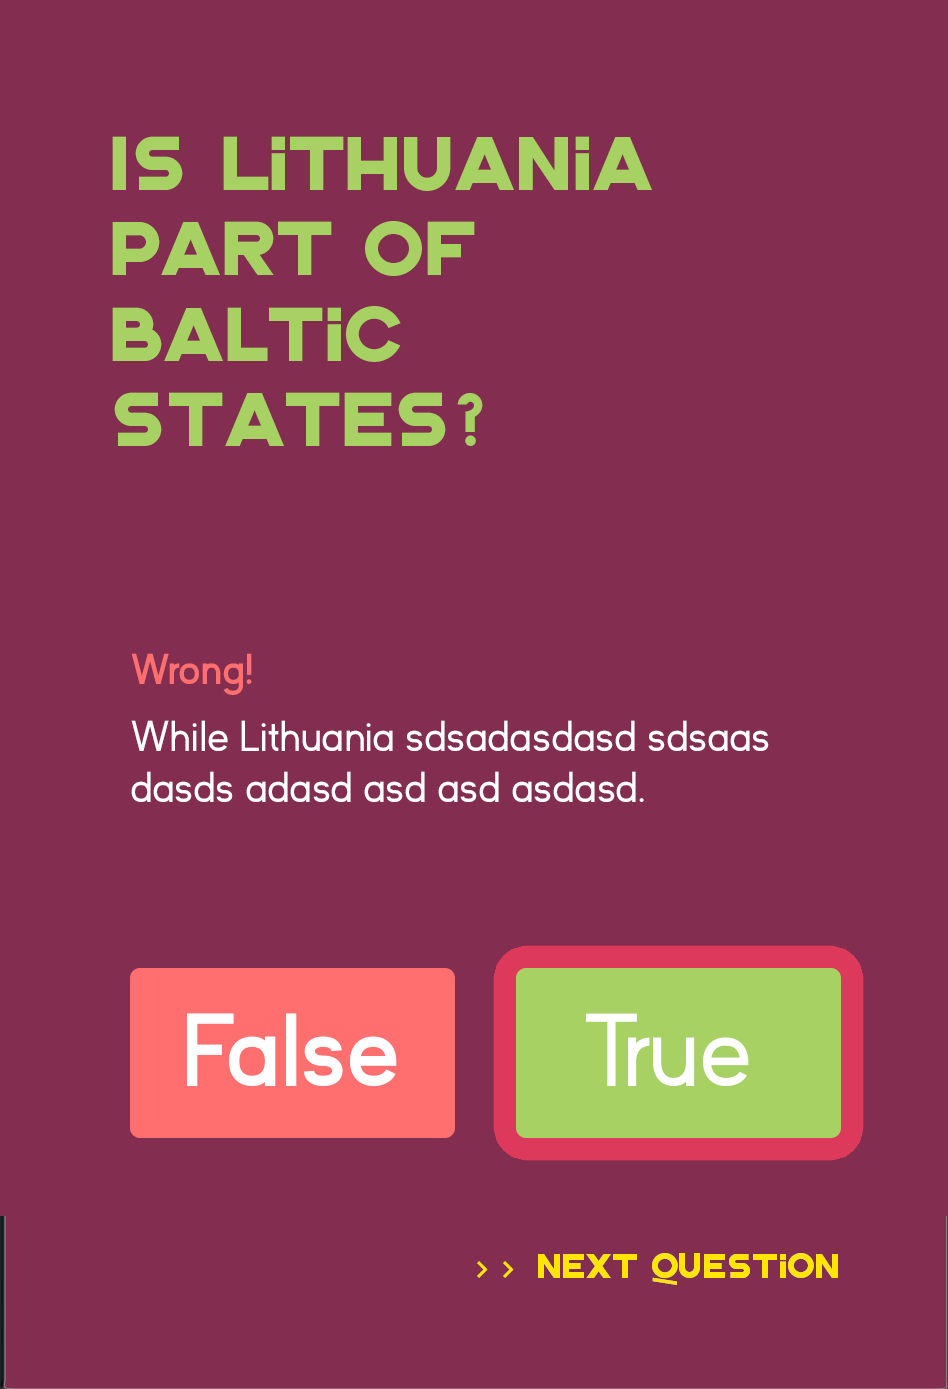 IS LiTHUANiA
PART OF
BALTiC
STATES?
Wrong!
While Lithuania sdsadasdasd sdsaas
dasds adasd asd asd asdasd.
False
True
>> NEXT QUESTiON